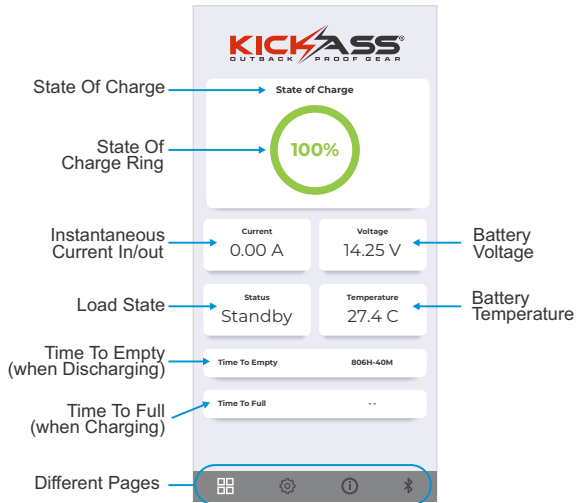 KICKASS®
OUTBACK PROOF GEAR
State Of Charge
State of Charge
State Of
Charge Ring
100%
Instantaneous
Current In/out
Current
0.00 A
Voltage
14.25 V
Battery
Voltage
Load State
Status
Standby
Temperature
27.4 C
Battery
Temperature
Time To Empty
(when Discharging)
Time To Empty 806H-40M
Time To Full
(when Charging)
Time To Full --
Different Pages